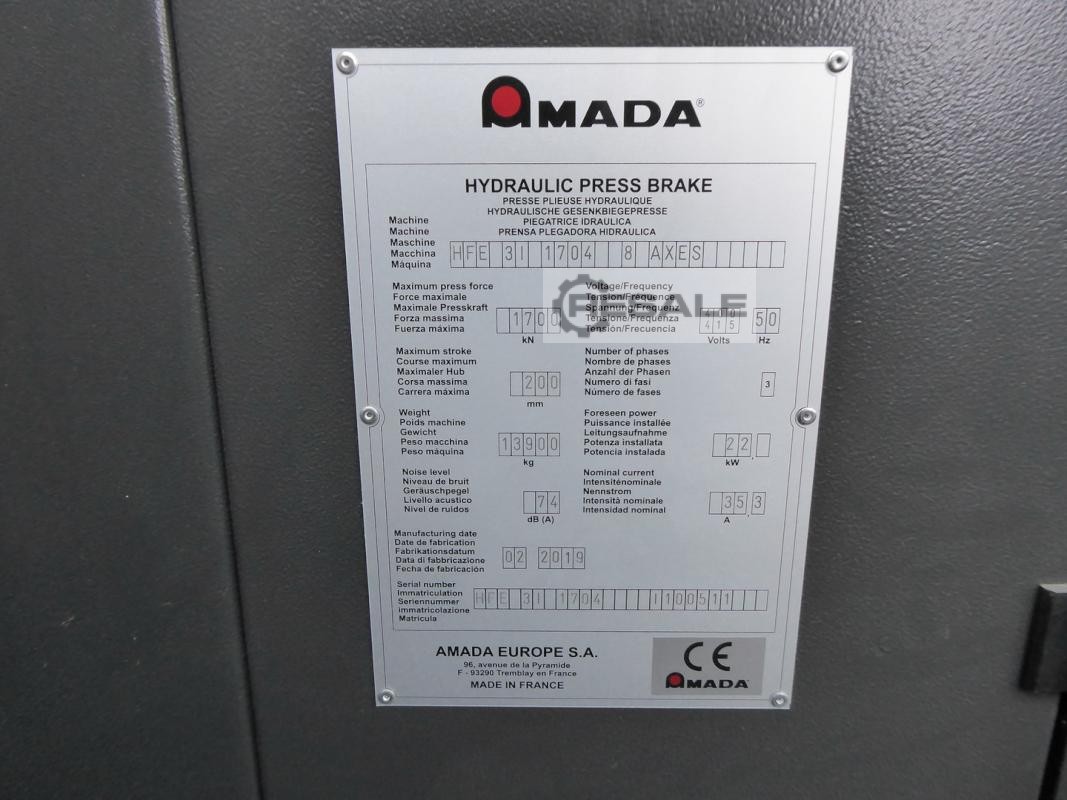 AMADA®
HYDRAULIC PRESS BRAKE
PRESSE PLIEUSE HYDRAULIQUE
HYDRAULISCHE GESENKBIEGEPRESSE
PIEGATRICE IDRAULICA
PRENSA PLEGADORA HIDRAULICA
Machine
Machine
Maschine
Macchina
Máquina
HFE 3I 1704 8 AXES
Maximum press force
Force maximale
Maximale Presskraft
Forza massima
Fuerza máxima
1700
kN
Voltage/Frequency
Tension/Fréquence
Spannung/Frequenz
Tensione/Frequenza
Tensión/Frecuencia
400
415
Volts
50
Hz
RESALE
Maximum stroke
Course maximum
Maximaler Hub
Corsa massima
Carrera máxima
200
mm
Number of phases
Nombre de phases
Anzahl der Phasen
Numero di fasi
Número de fases
3
Weight
Poids machine
Gewicht
Peso macchina
Peso máquina
13900
kg
Foreseen power
Puissance installée
Leitungsaufnahme
Potenza installata
Potencia instalada
22,
kW
Noise level
Niveau de bruit
Geräuschpegel
Livello acustico
Nivel de ruidos
74
dB (A)
Nominal current
Intensiténominale
Nennstrom
Intensità nominale
Intensidad nominal
35,3
A
Manufacturing date
Date de fabrication
Fabrikationsdatum
Data di fabbricazione
Fecha de fabricación
02 2019
Serial number
Immatriculation
Seriennummer
immatricolazione
Matricula
HFE 3I 1704 I100511
AMADA EUROPE S.A.
96, avenue de la Pyramide
F - 93290 Tremblay en France
MADE IN FRANCE
CE
AMADA